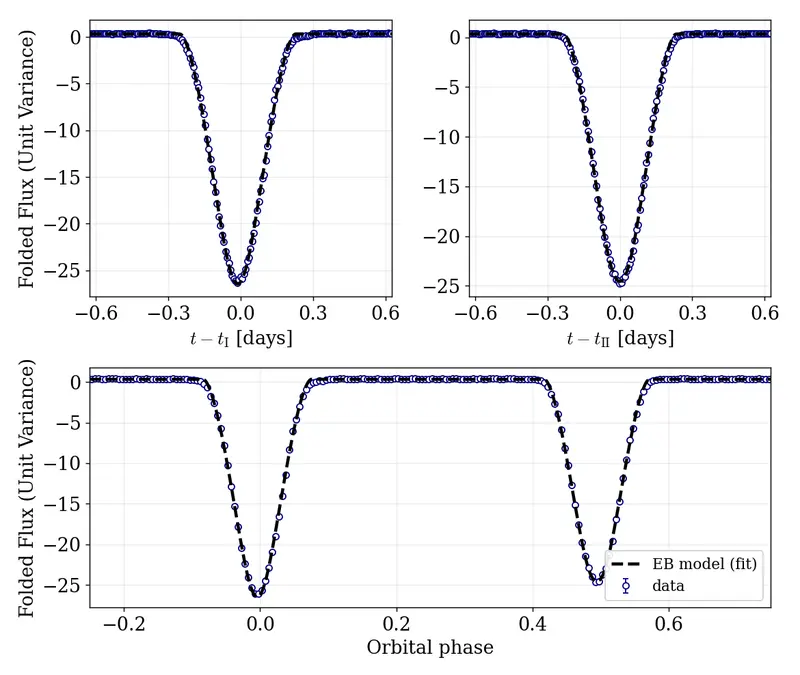 Folded Flux (Unit Variance)
0
−5
−10
−15
−20
−25
−0.6 −0.3 0.0 0.3 0.6
t − tI [days]
0
−5
−10
−15
−20
−25
−0.6 −0.3 0.0 0.3 0.6
t − tII [days]
Folded Flux (Unit Variance)
0
−5
−10
−15
−20
−25
−0.2 0.0 0.2 0.4 0.6
Orbital phase
EB model (fit)
data